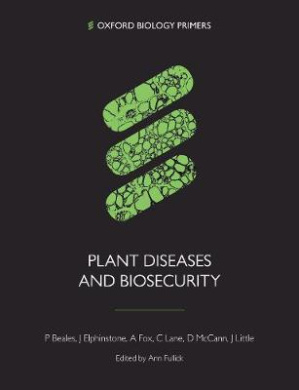 OXFORD BIOLOGY PRIMERS
PLANT DISEASES
AND BIOSECURITY
P Beales, J Elphinstone, A Fox, C Lane, D McCann, J Little
Edited by Ann Fullick